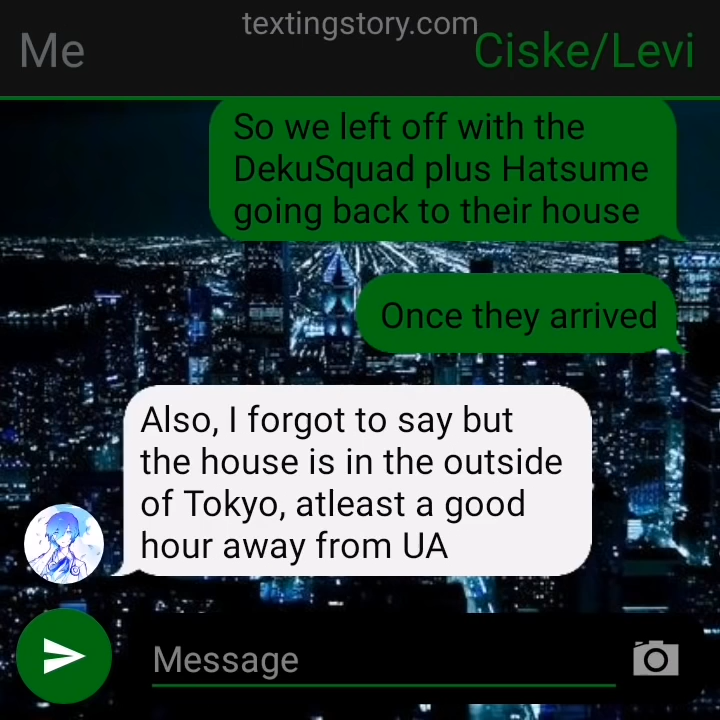 textingstory.com
Me
Ciske/Levi
So we left off with the
DekuSquad plus Hatsume
going back to their house
Once they arrived
Also, I forgot to say but
the house is in the outside
of Tokyo, atleast a good
hour away from UA
Message